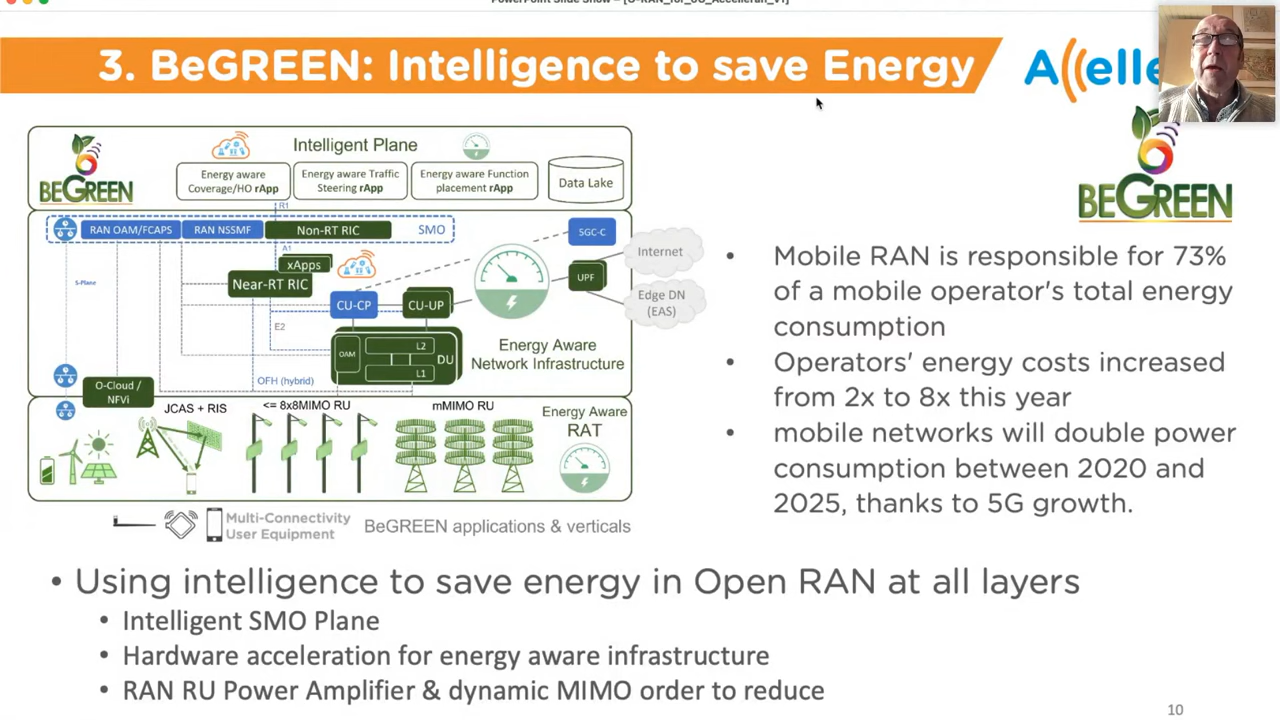 PowerPoint Slide Show – [O-RAN_for_6G_Accelleran_V1]
3. BeGREEN: Intelligence to save Energy
A((elle
BEGREEN
Intelligent Plane
Energy aware
Coverage/HO rApp
Energy aware Traffic
Steering rApp
Energy aware Function
placement rApp
Data Lake
BEGREEN
R1
RAN OAM/FCAPS
RAN NSSMF
Non-RT RIC
SMO
5GC-C
A1
xApps
Near-RT RIC
S-Plane
CU-CP
CU-UP
UPF
Internet
Edge DN
(EAS)
E2
OAM
L2
DU
L1
Energy Aware
Network Infrastructure
OFH (hybrid)
O-Cloud /
NFVi
JCAS + RIS
<= 8x8MIMO RU
mMIMO RU
Energy Aware
RAT
Multi-Connectivity
User Equipment
BeGREEN applications & verticals
• Mobile RAN is responsible for 73%
of a mobile operator's total energy
consumption
• Operators' energy costs increased
from 2x to 8x this year
• mobile networks will double power
consumption between 2020 and
2025, thanks to 5G growth.
• Using intelligence to save energy in Open RAN at all layers
• Intelligent SMO Plane
• Hardware acceleration for energy aware infrastructure
• RAN RU Power Amplifier & dynamic MIMO order to reduce
10